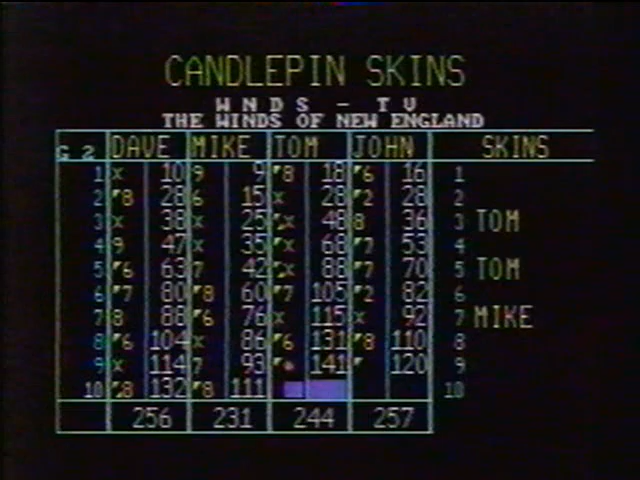 CANDLEPIN SKINS
WNDS - TV
THE WINDS OF NEW ENGLAND
G 2 DAVE MIKE TOM JOHN SKINS
1 x 10 9 9 8 18 6 16 1
2 8 28 6 15 x 28 2 28 2
3 x 38 x 25 x 48 8 36 3 TOM
4 9 47 x 35 x 68 7 53 4
5 6 63 7 42 x 88 7 70 5 TOM
6 7 80 8 60 7 105 2 82 6
7 8 88 6 76 x 115 x 92 7 MIKE
8 6 104 x 86 6 131 8 110 8
9 x 114 7 93 141 120 9
10 8 132 8 111 10
256 231 244 257